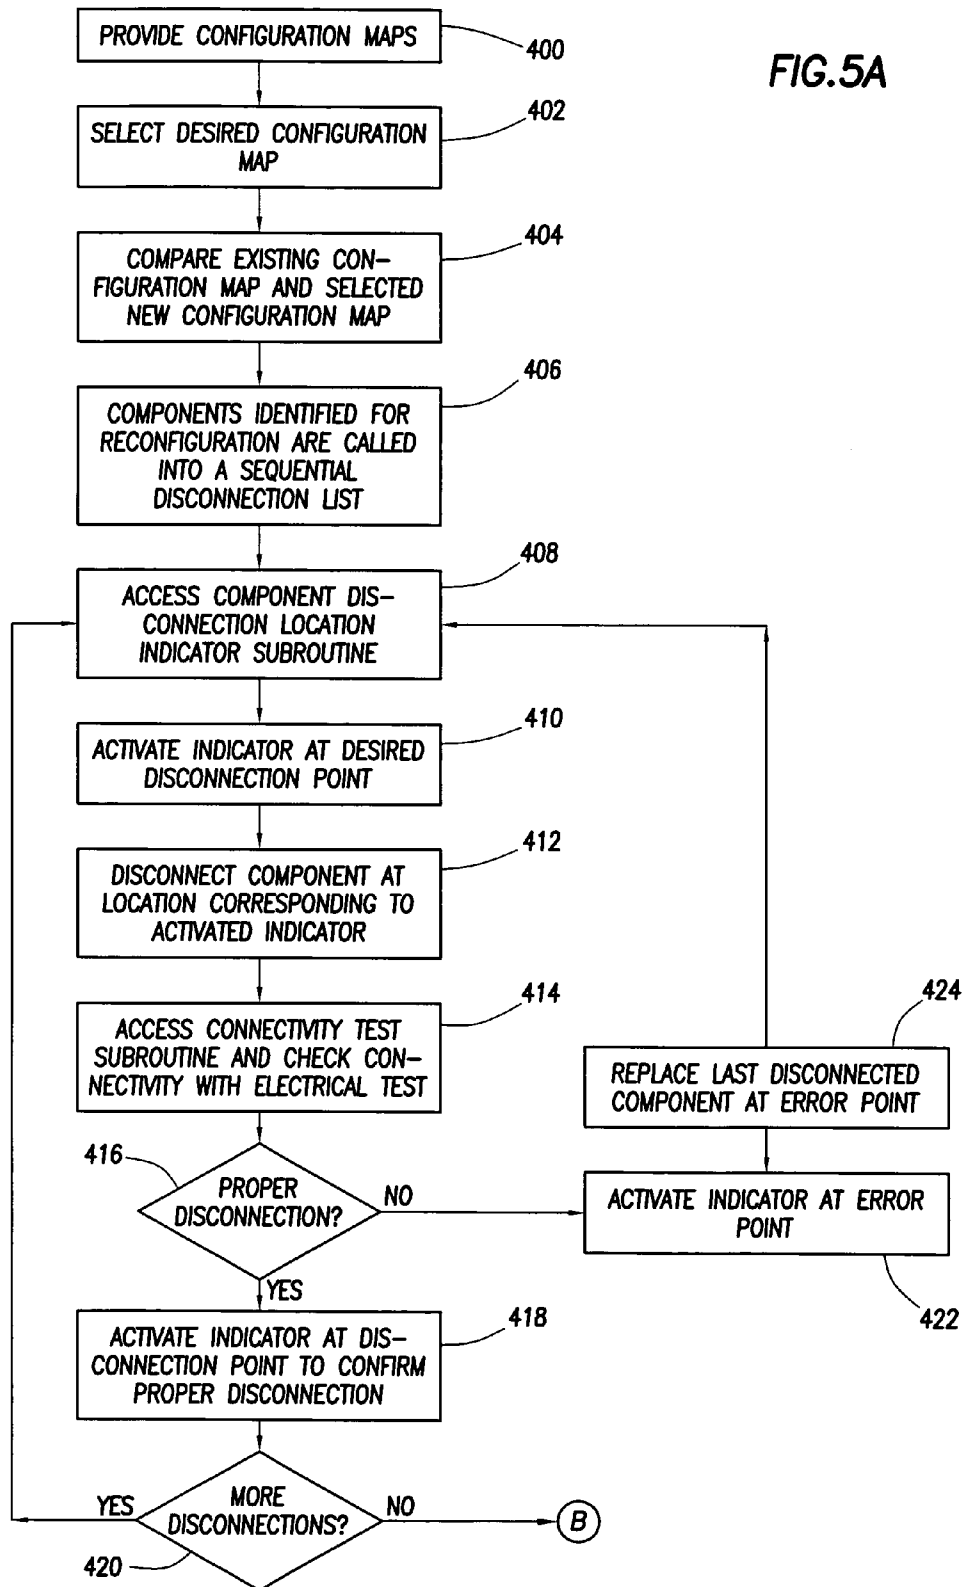 FIG.5A
PROVIDE CONFIGURATION MAPS
400
SELECT DESIRED CONFIGURATION
MAP
402
COMPARE EXISTING CON-
FIGURATION MAP AND SELECTED
NEW CONFIGURATION MAP
404
COMPONENTS IDENTIFIED FOR
RECONFIGURATION ARE CALLED
INTO A SEQUENTIAL
DISCONNECTION LIST
406
ACCESS COMPONENT DIS-
CONNECTION LOCATION
INDICATOR SUBROUTINE
408
ACTIVATE INDICATOR AT DESIRED
DISCONNECTION POINT
410
DISCONNECT COMPONENT AT
LOCATION CORRESPONDING TO
ACTIVATED INDICATOR
412
ACCESS CONNECTIVITY TEST
SUBROUTINE AND CHECK CON-
NECTIVITY WITH ELECTRICAL TEST
414
REPLACE LAST DISCONNECTED
COMPONENT AT ERROR POINT
424
416
PROPER
DISCONNECTION?
NO
YES
ACTIVATE INDICATOR AT ERROR
POINT
422
ACTIVATE INDICATOR AT DIS-
CONNECTION POINT TO CONFIRM
PROPER DISCONNECTION
418
YES
MORE
DISCONNECTIONS?
NO
B
420